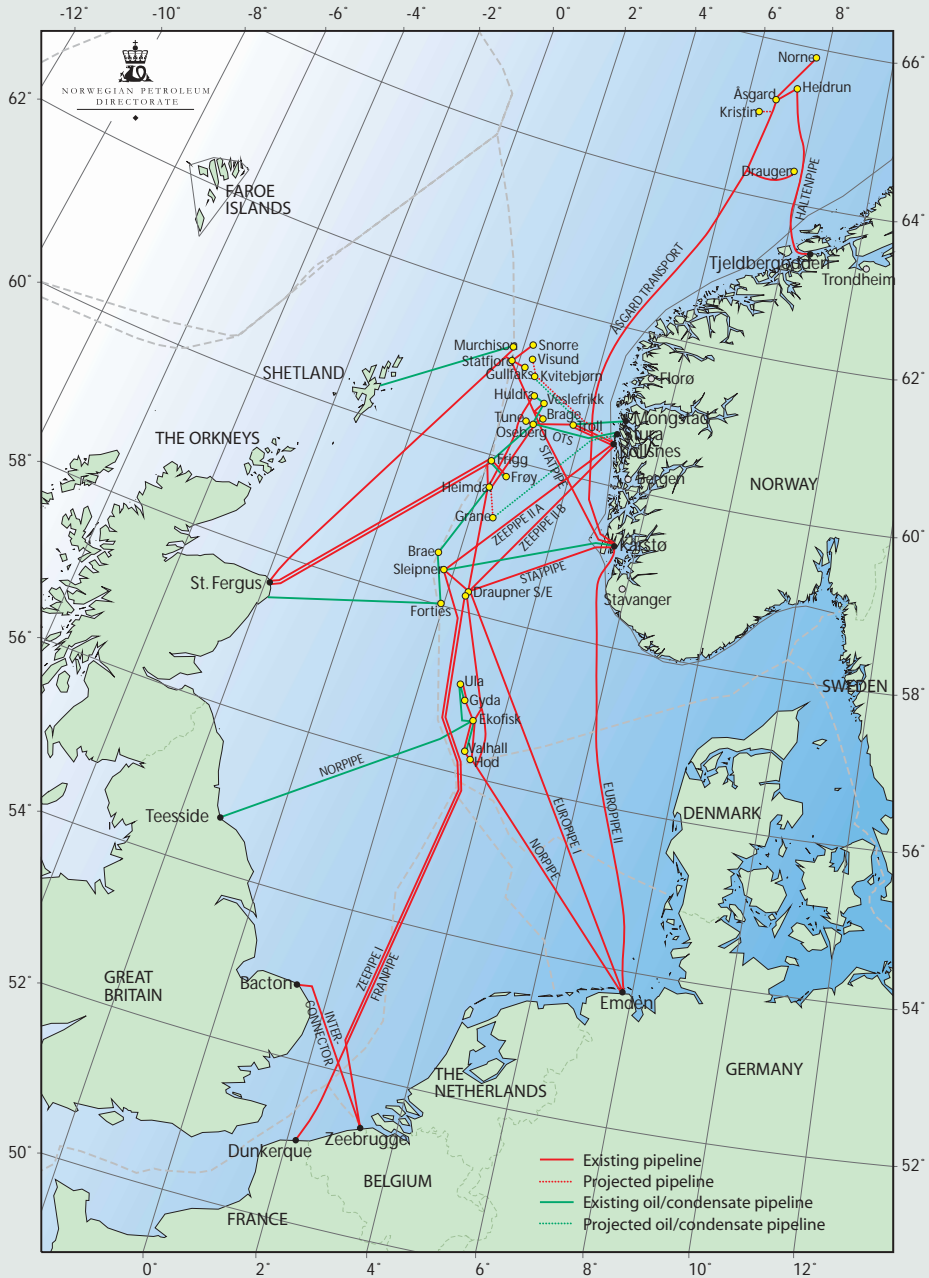 -12° -10° -8° -6° -4° -2° 0° 2° 4° 6° 8°
NORWEGIAN PETROLEUM
DIRECTORATE
Norne
66°
Åsgard
Heldrun
Kristin
62°
Draugen
HALTENPIPE
FAROE
ISLANDS
64°
ÅSGARD TRANSPORT
Tjeldbergodden
Trondheim
60°
Murchison
Snorre
Statfjord
Visund
Gullfaks
Kvitebjørn
SHETLAND
Florø
62°
Huldra
Veslefrikk
Tune
Brage
Mongstad
Oseberg
Troll
Sture
OTS
THE ORKNEYS
Kollsnes
STATPIPE
58°
Frigg
Frøy
Bergen
Heimdal
NORWAY
Grane
ZEEPIPE II A
ZEEPIPE II B
60°
Brae
Kårstø
Sleipner
STATPIPE
St. Fergus
Draupner S/E
Stavanger
Forties
56°
Ula
SWEDEN
58°
Gyda
Ekofisk
Valhall
Hod
NORPIPE
54°
Teesside
EUROPIPE I
EUROPIPE II
DENMARK
NORPIPE
56°
ZEEPIPE I
FRANPIPE
52°
GREAT
BRITAIN
Bacton
INTER-
CONNECTOR
Emden
54°
THE
NETHERLANDS
GERMANY
50°
Dunkerque
Zeebrugge
BELGIUM
FRANCE
52°
Existing pipeline
Projected pipeline
Existing oil/condensate pipeline
Projected oil/condensate pipeline
0° 2° 4° 6° 8° 10° 12°